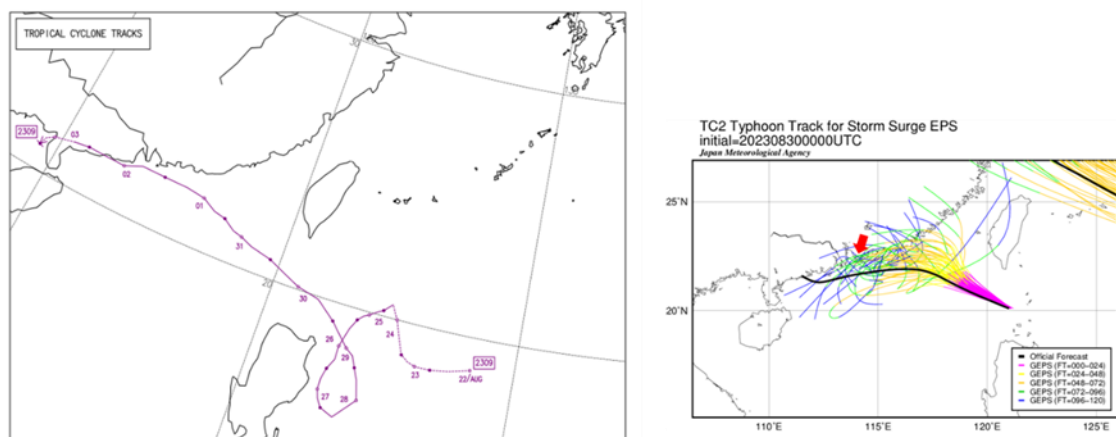 TROPICAL CYCLONE TRACKS
30
130
2309
03
02
01
31
20
30
26
29
25
24
23
2309
22/AUG
27
28
TC2 Typhoon Track for Storm Surge EPS
initial=202308300000UTC
Japan Meteorological Agency
25˚N
20˚N
110˚E
115˚E
120˚E
125˚E
Official Forecast
GEPS (FT=000-024)
GEPS (FT=024-048)
GEPS (FT=048-072)
GEPS (FT=072-096)
GEPS (FT=096-120)